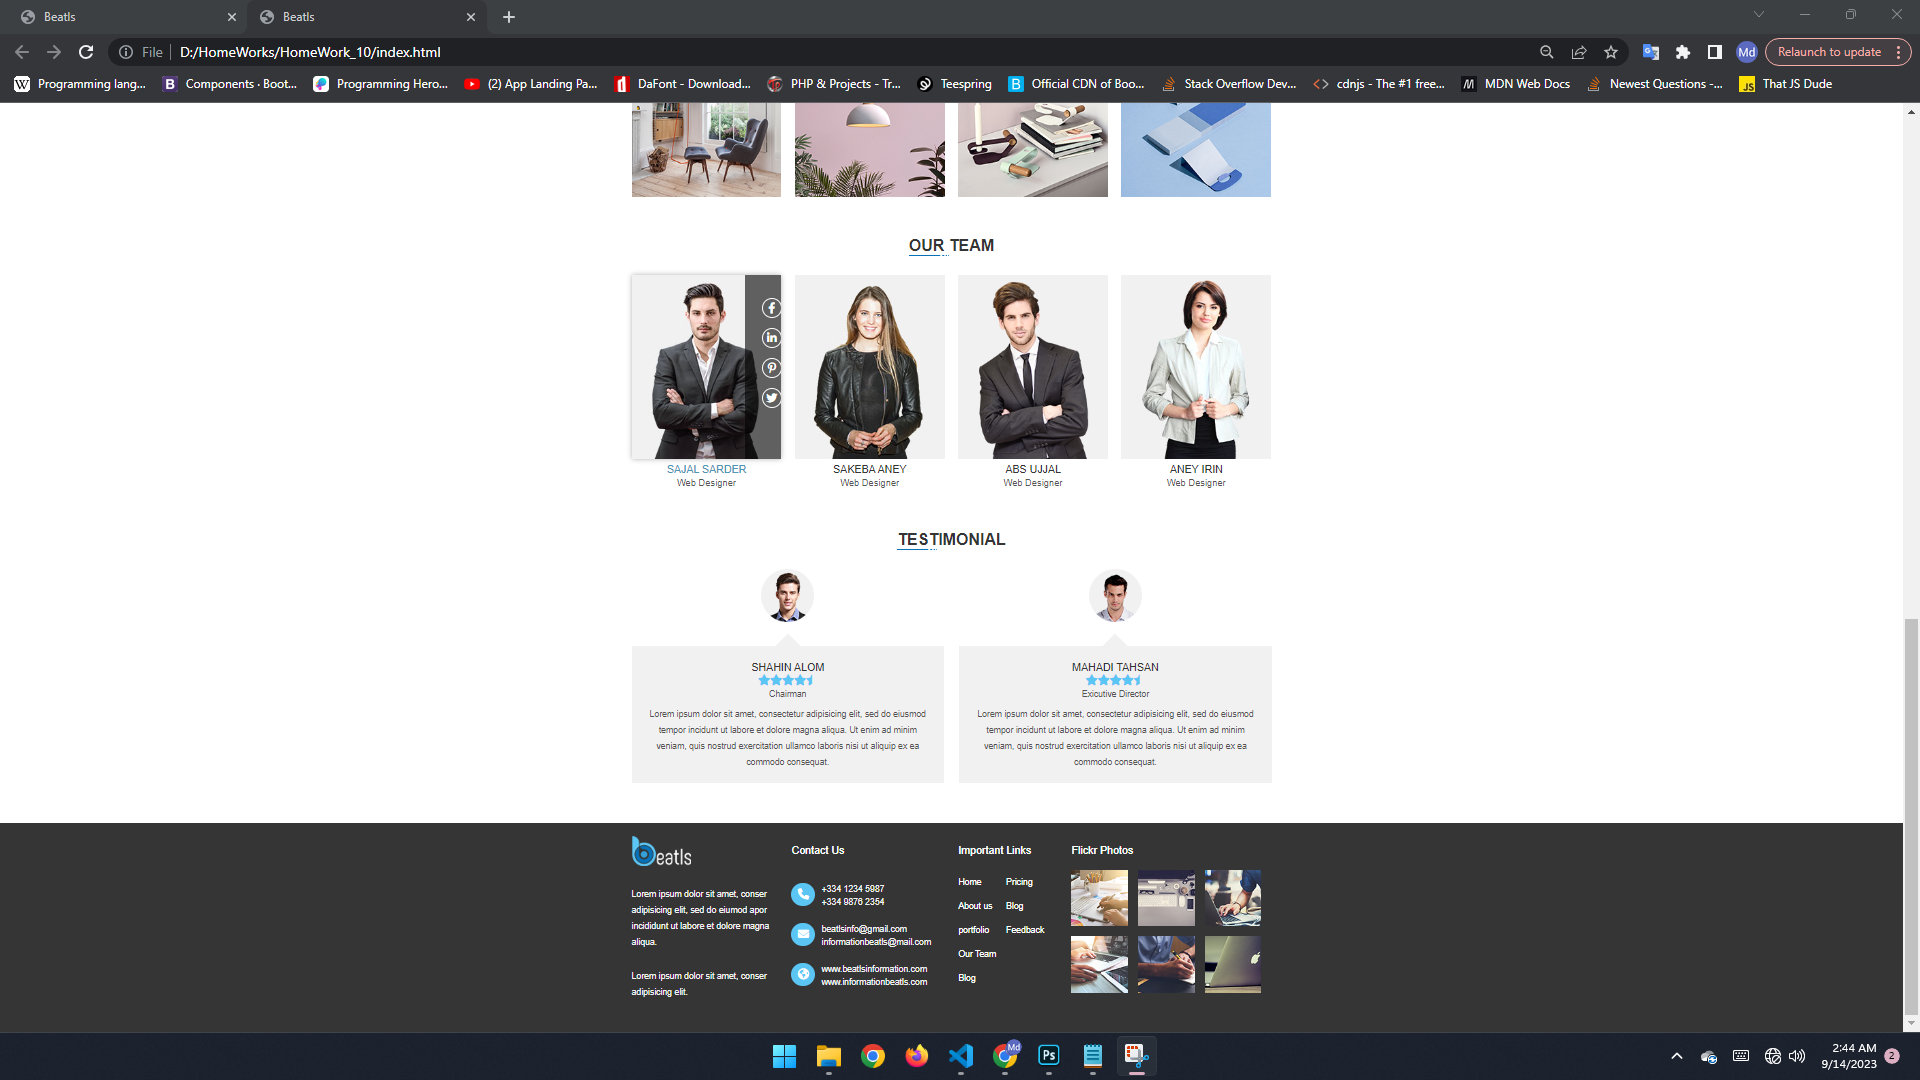 Beatls
Beatls
File
D:/HomeWorks/HomeWork_10/index.html
Md
Relaunch to update
Programming lang...
Components · Boot...
Programming Hero...
(2) App Landing Pa...
DaFont - Download...
PHP & Projects - Tr...
Teespring
Official CDN of Boo...
Stack Overflow Dev...
cdnjs - The #1 free...
MDN Web Docs
Newest Questions -...
That JS Dude
OUR TEAM
SAJAL SARDER
Web Designer
SAKEBA ANEY
Web Designer
ABS UJJAL
Web Designer
ANEY IRIN
Web Designer
TESTIMONIAL
SHAHIN ALOM
Chairman
Lorem ipsum dolor sit amet, consectetur adipisicing elit, sed do eiusmod
tempor incidunt ut labore et dolore magna aliqua. Ut enim ad minim
veniam, quis nostrud exercitation ullamco laboris nisi ut aliquip ex ea
commodo consequat.
MAHADI TAHSAN
Exicutive Director
Lorem ipsum dolor sit amet, consectetur adipisicing elit, sed do eiusmod
tempor incidunt ut labore et dolore magna aliqua. Ut enim ad minim
veniam, quis nostrud exercitation ullamco laboris nisi ut aliquip ex ea
commodo consequat.
beatls
Lorem ipsum dolor sit amet, conser
adipisicing elit, sed do eiumod apor
incididunt ut labore et dolore magna
aliqua.
Lorem ipsum dolor sit amet, conser
adipisicing elit.
Contact Us
+334 1234 5987
+334 9876 2354
beatlsinfo@gmail.com
informationbeatls@mail.com
www.beatlsinformation.com
www.informationbeatls.com
Important Links
Home
About us
portfolio
Our Team
Blog
Pricing
Blog
Feedback
Flickr Photos
Md
Ps
2:44 AM
9/14/2023
2